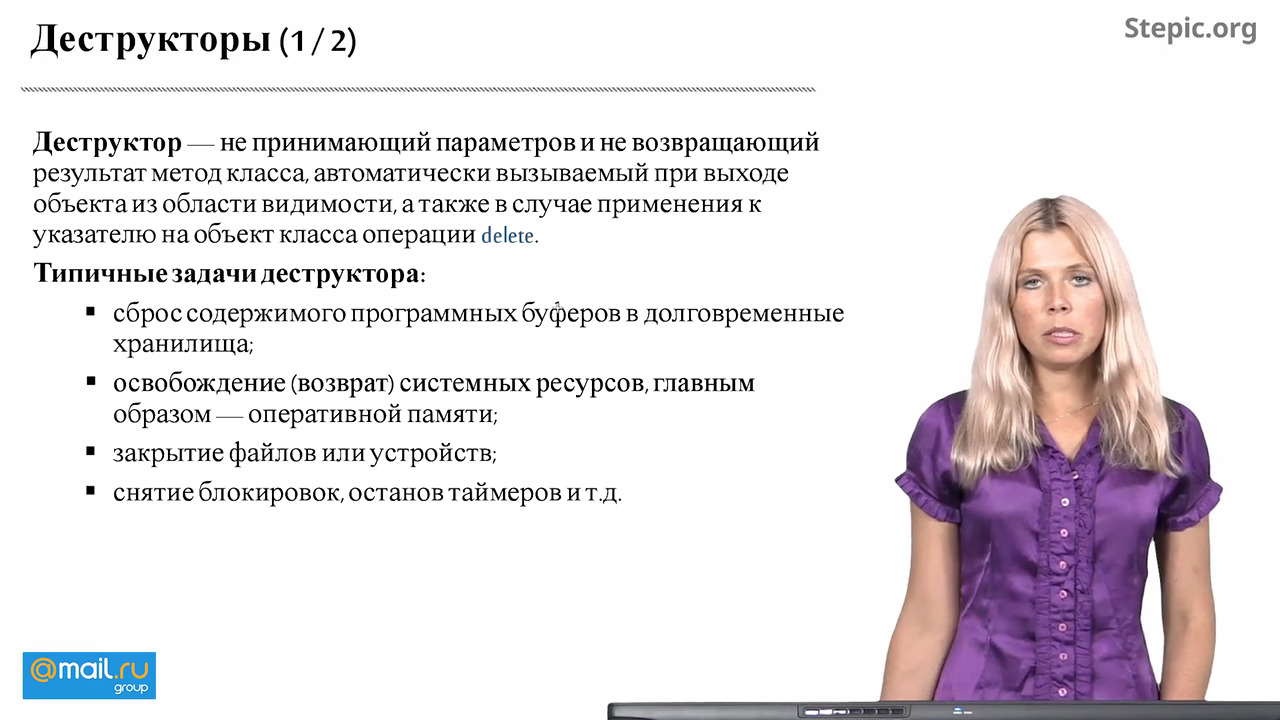 Деструкторы (1 / 2)
Stepic.org
Деструктор — не принимающий параметров и не возвращающий
результат метод класса, автоматически вызываемый при выходе
объекта из области видимости, а также в случае применения к
указателю на объект класса операции delete.
Типичные задачи деструктора:
▪ сброс содержимого программных буферов в долговременные
хранилища;
▪ освобождение (возврат) системных ресурсов, главным
образом — оперативной памяти;
▪ закрытие файлов или устройств;
▪ снятие блокировок, останов таймеров и т.д.
@mail.ru
group